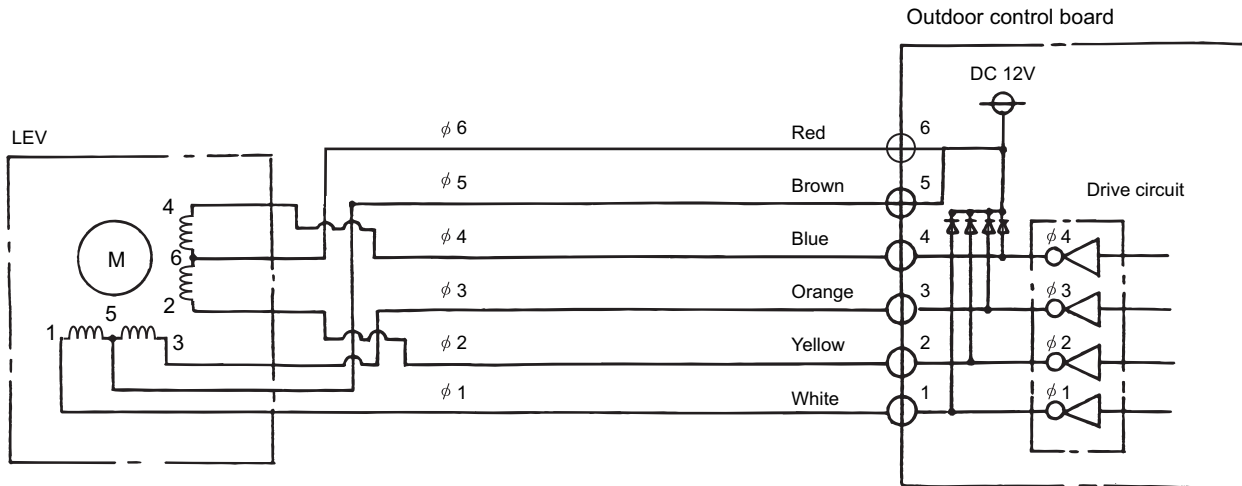 Outdoor control board
DC 12V
LEV
ϕ 6 Red 6
ϕ 5 Brown 5
Drive circuit
4 ϕ 4 Blue 4 ϕ 4
M 6
2 ϕ 3 Orange 3 ϕ 3
5
1 3 ϕ 2 Yellow 2 ϕ 2
ϕ 1 White 1 ϕ 1